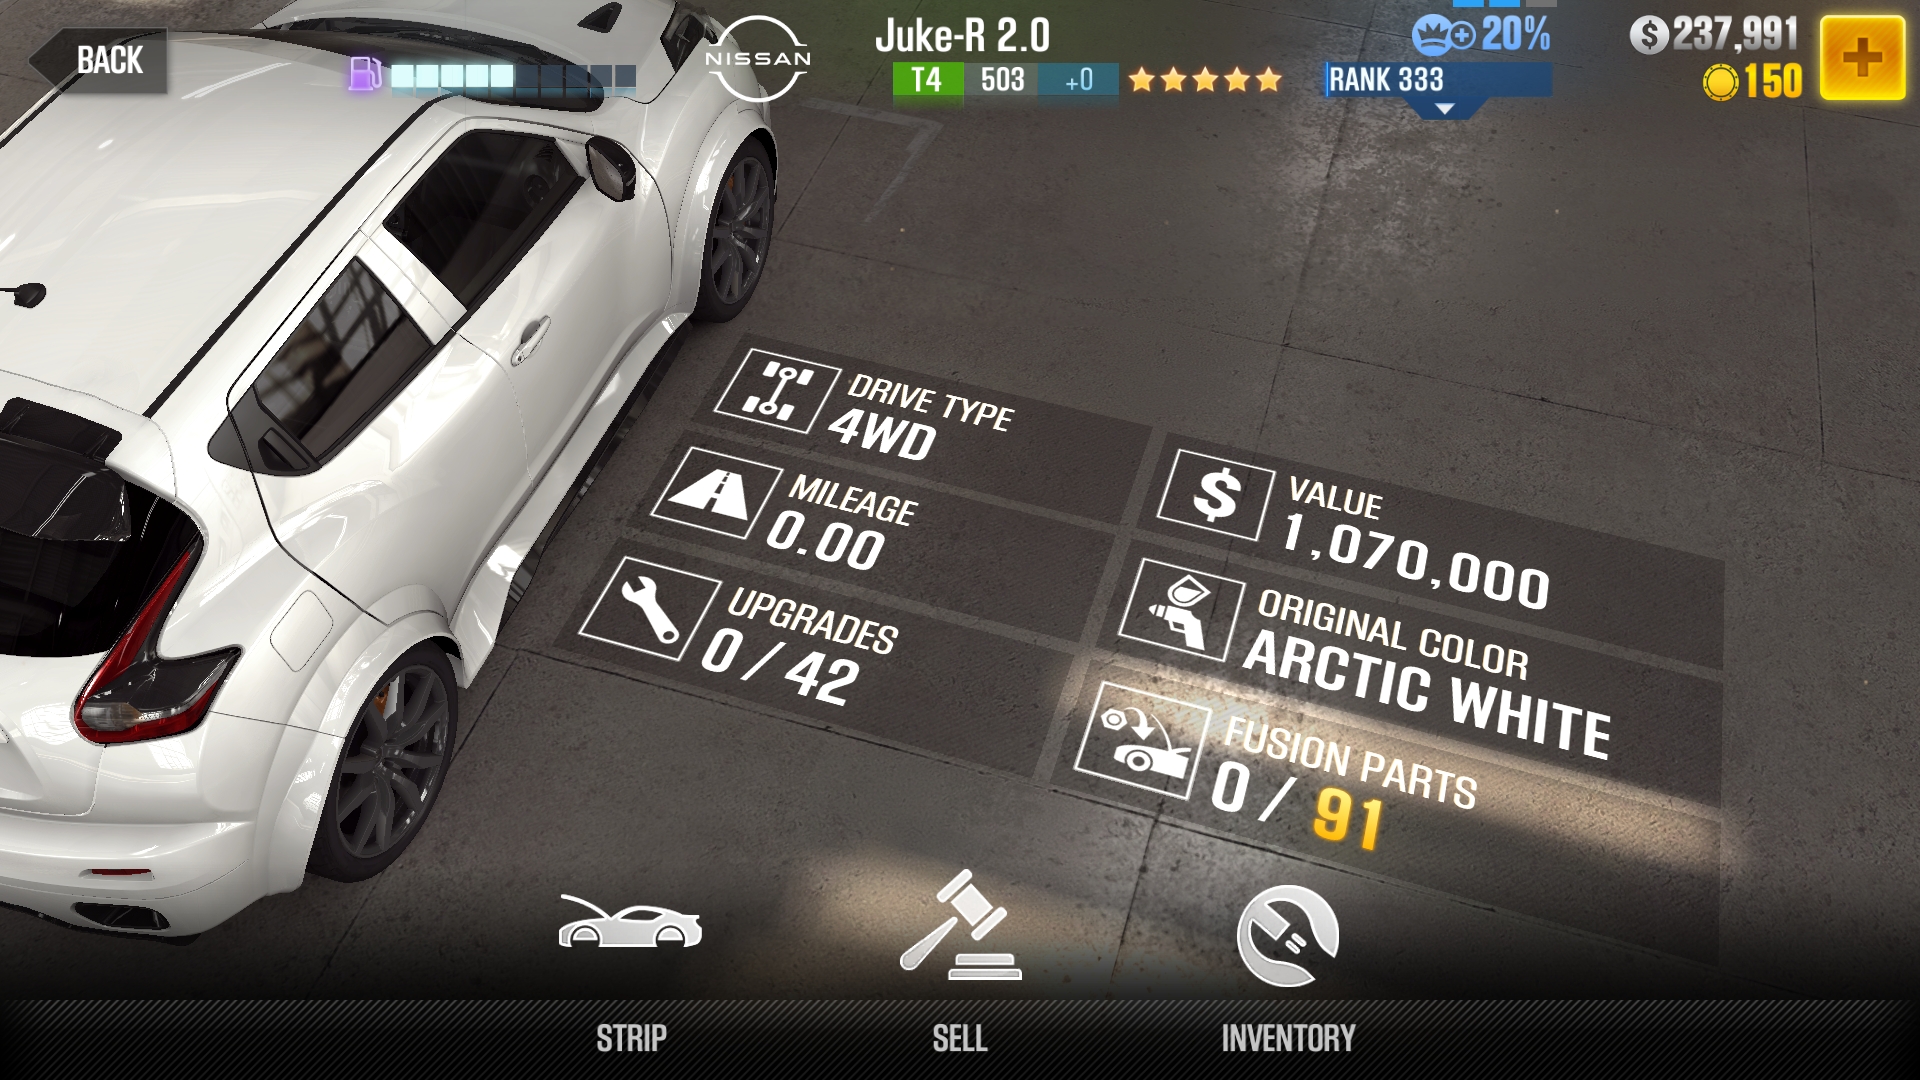 BACK
NISSAN
Juke-R 2.0
T4 503 +0
20%
RANK 333
237,991
150
DRIVE TYPE
4WD
MILEAGE
0.00
UPGRADES
0 / 42
VALUE
1,070,000
ORIGINAL COLOR
ARCTIC WHITE
FUSION PARTS
0 / 91
STRIP
SELL
INVENTORY